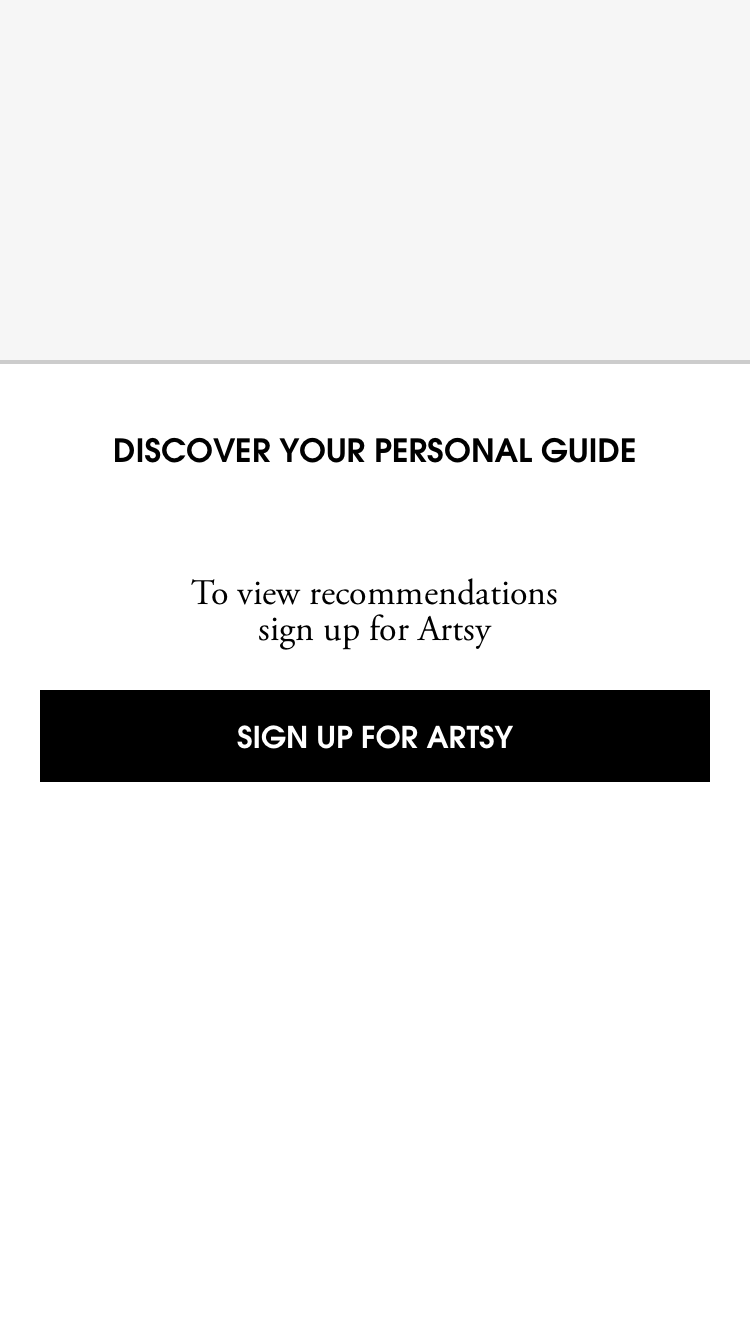 DISCOVER YOUR PERSONAL GUIDE
To view recommendations
sign up for Artsy
SIGN UP FOR ARTSY